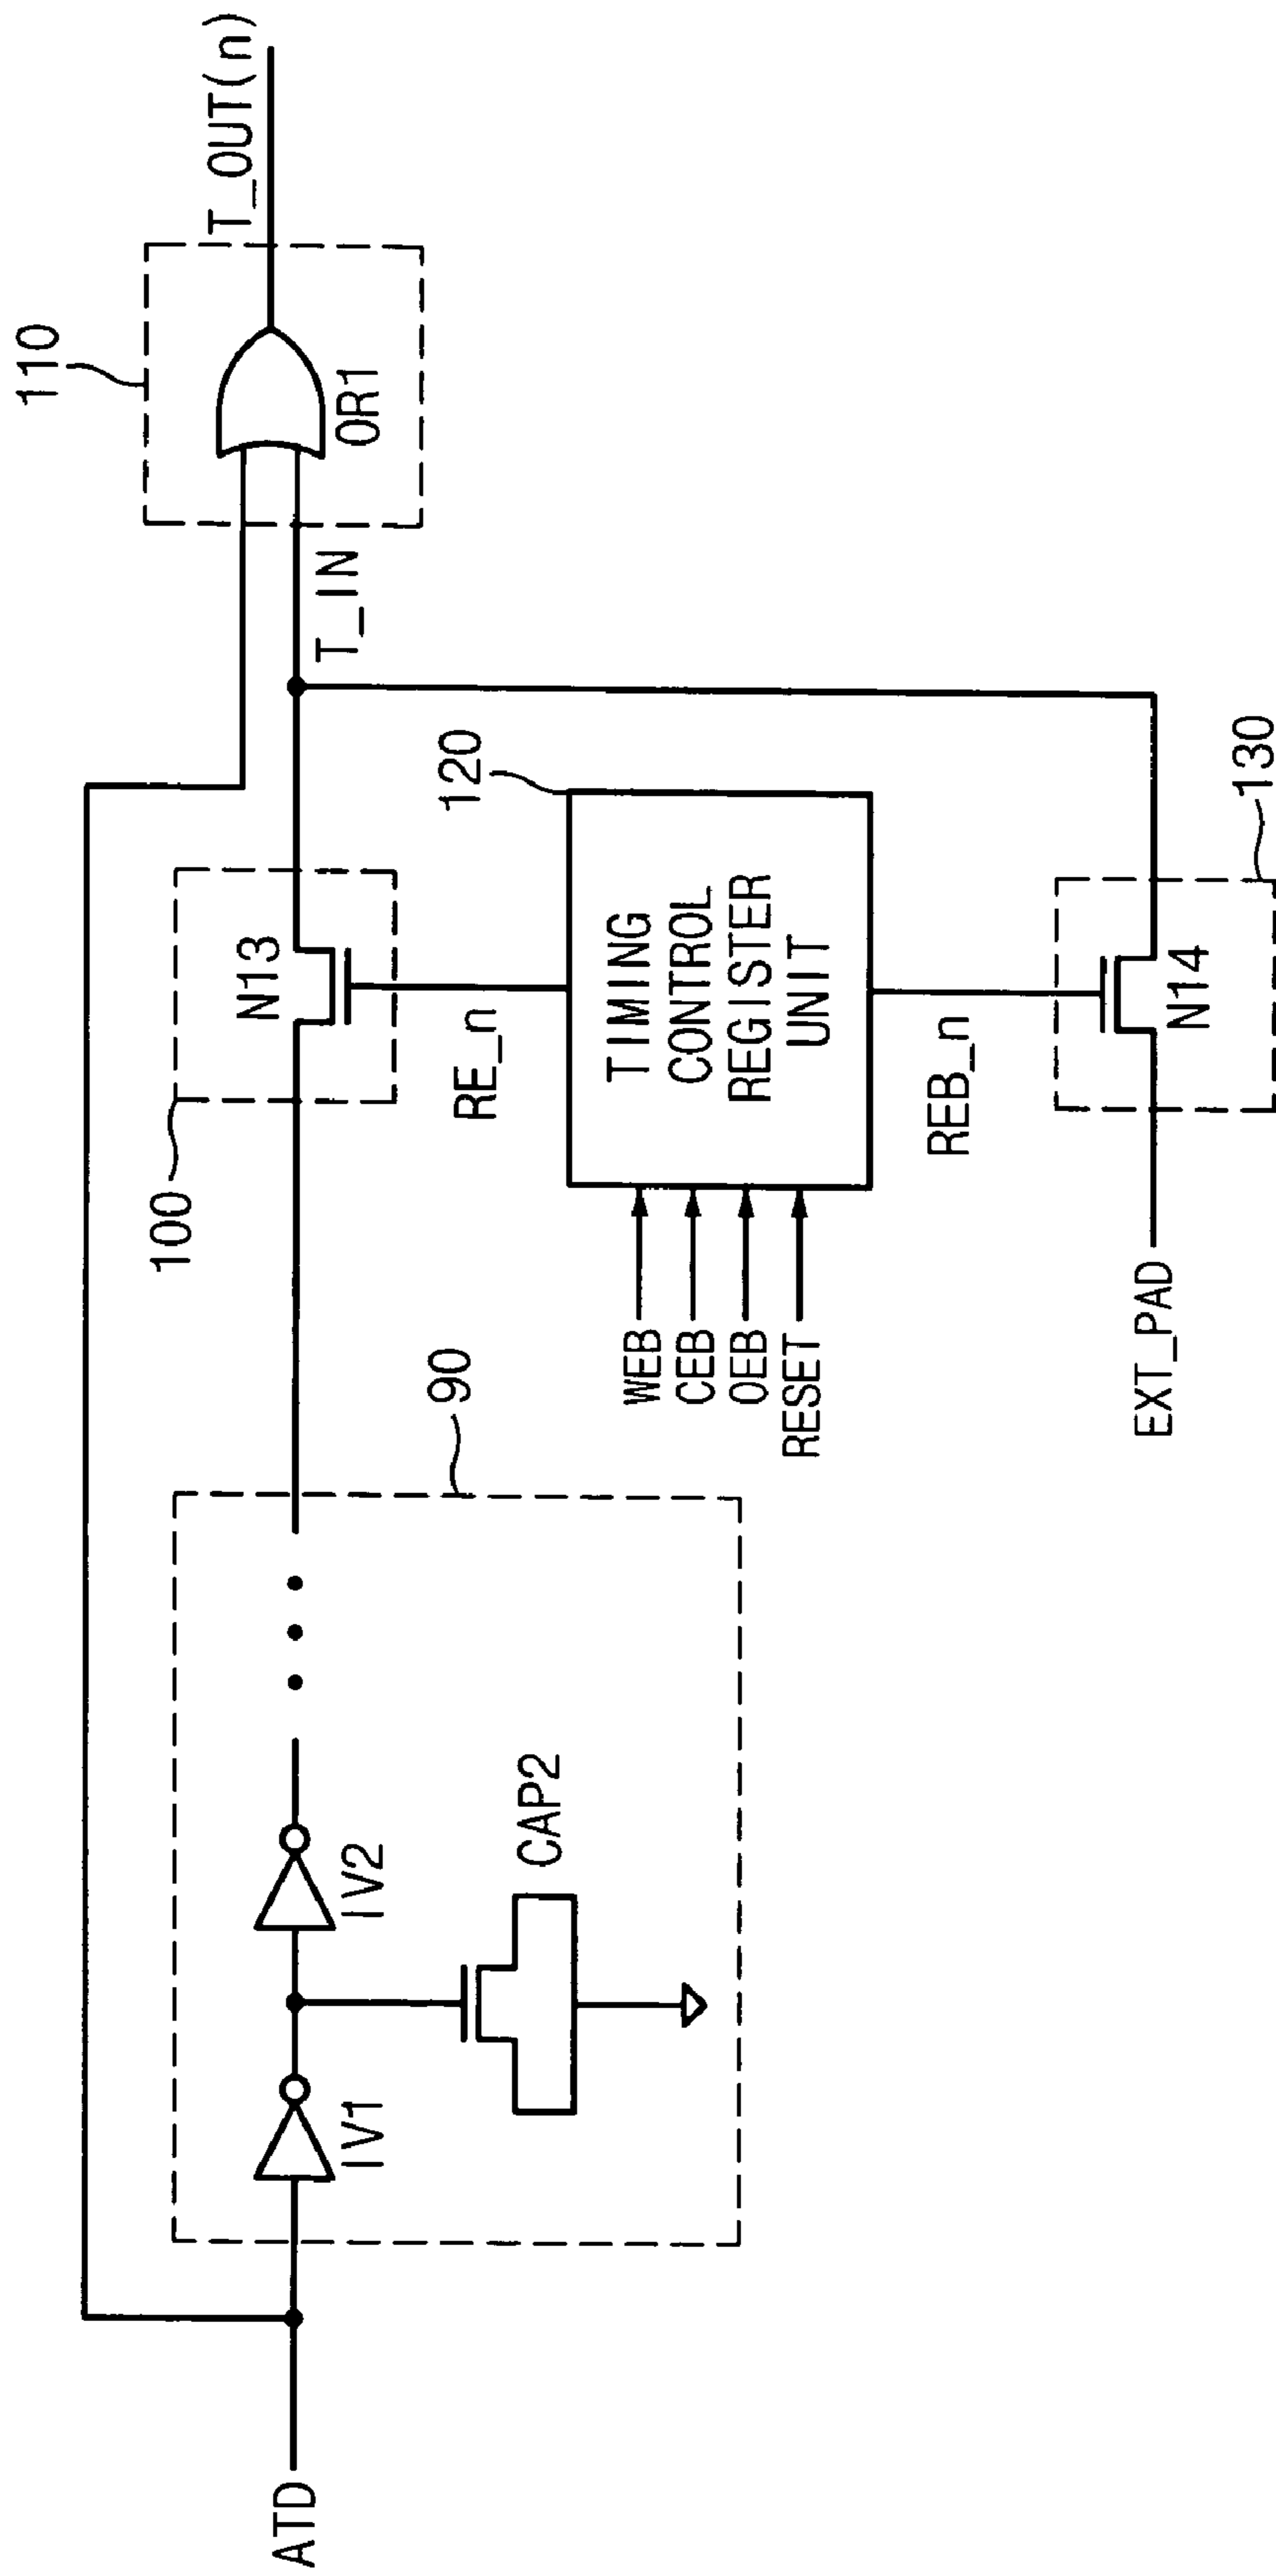 110
T_OUT(n)
OR1
100
N13
T_IN
90
IV1
IV2
ATD
CAP2
RE_n
120
TIMING
CONTROL
REGISTER
UNIT
WEB
CEB
OEB
RESET
REB_n
130
N14
EXT_PAD